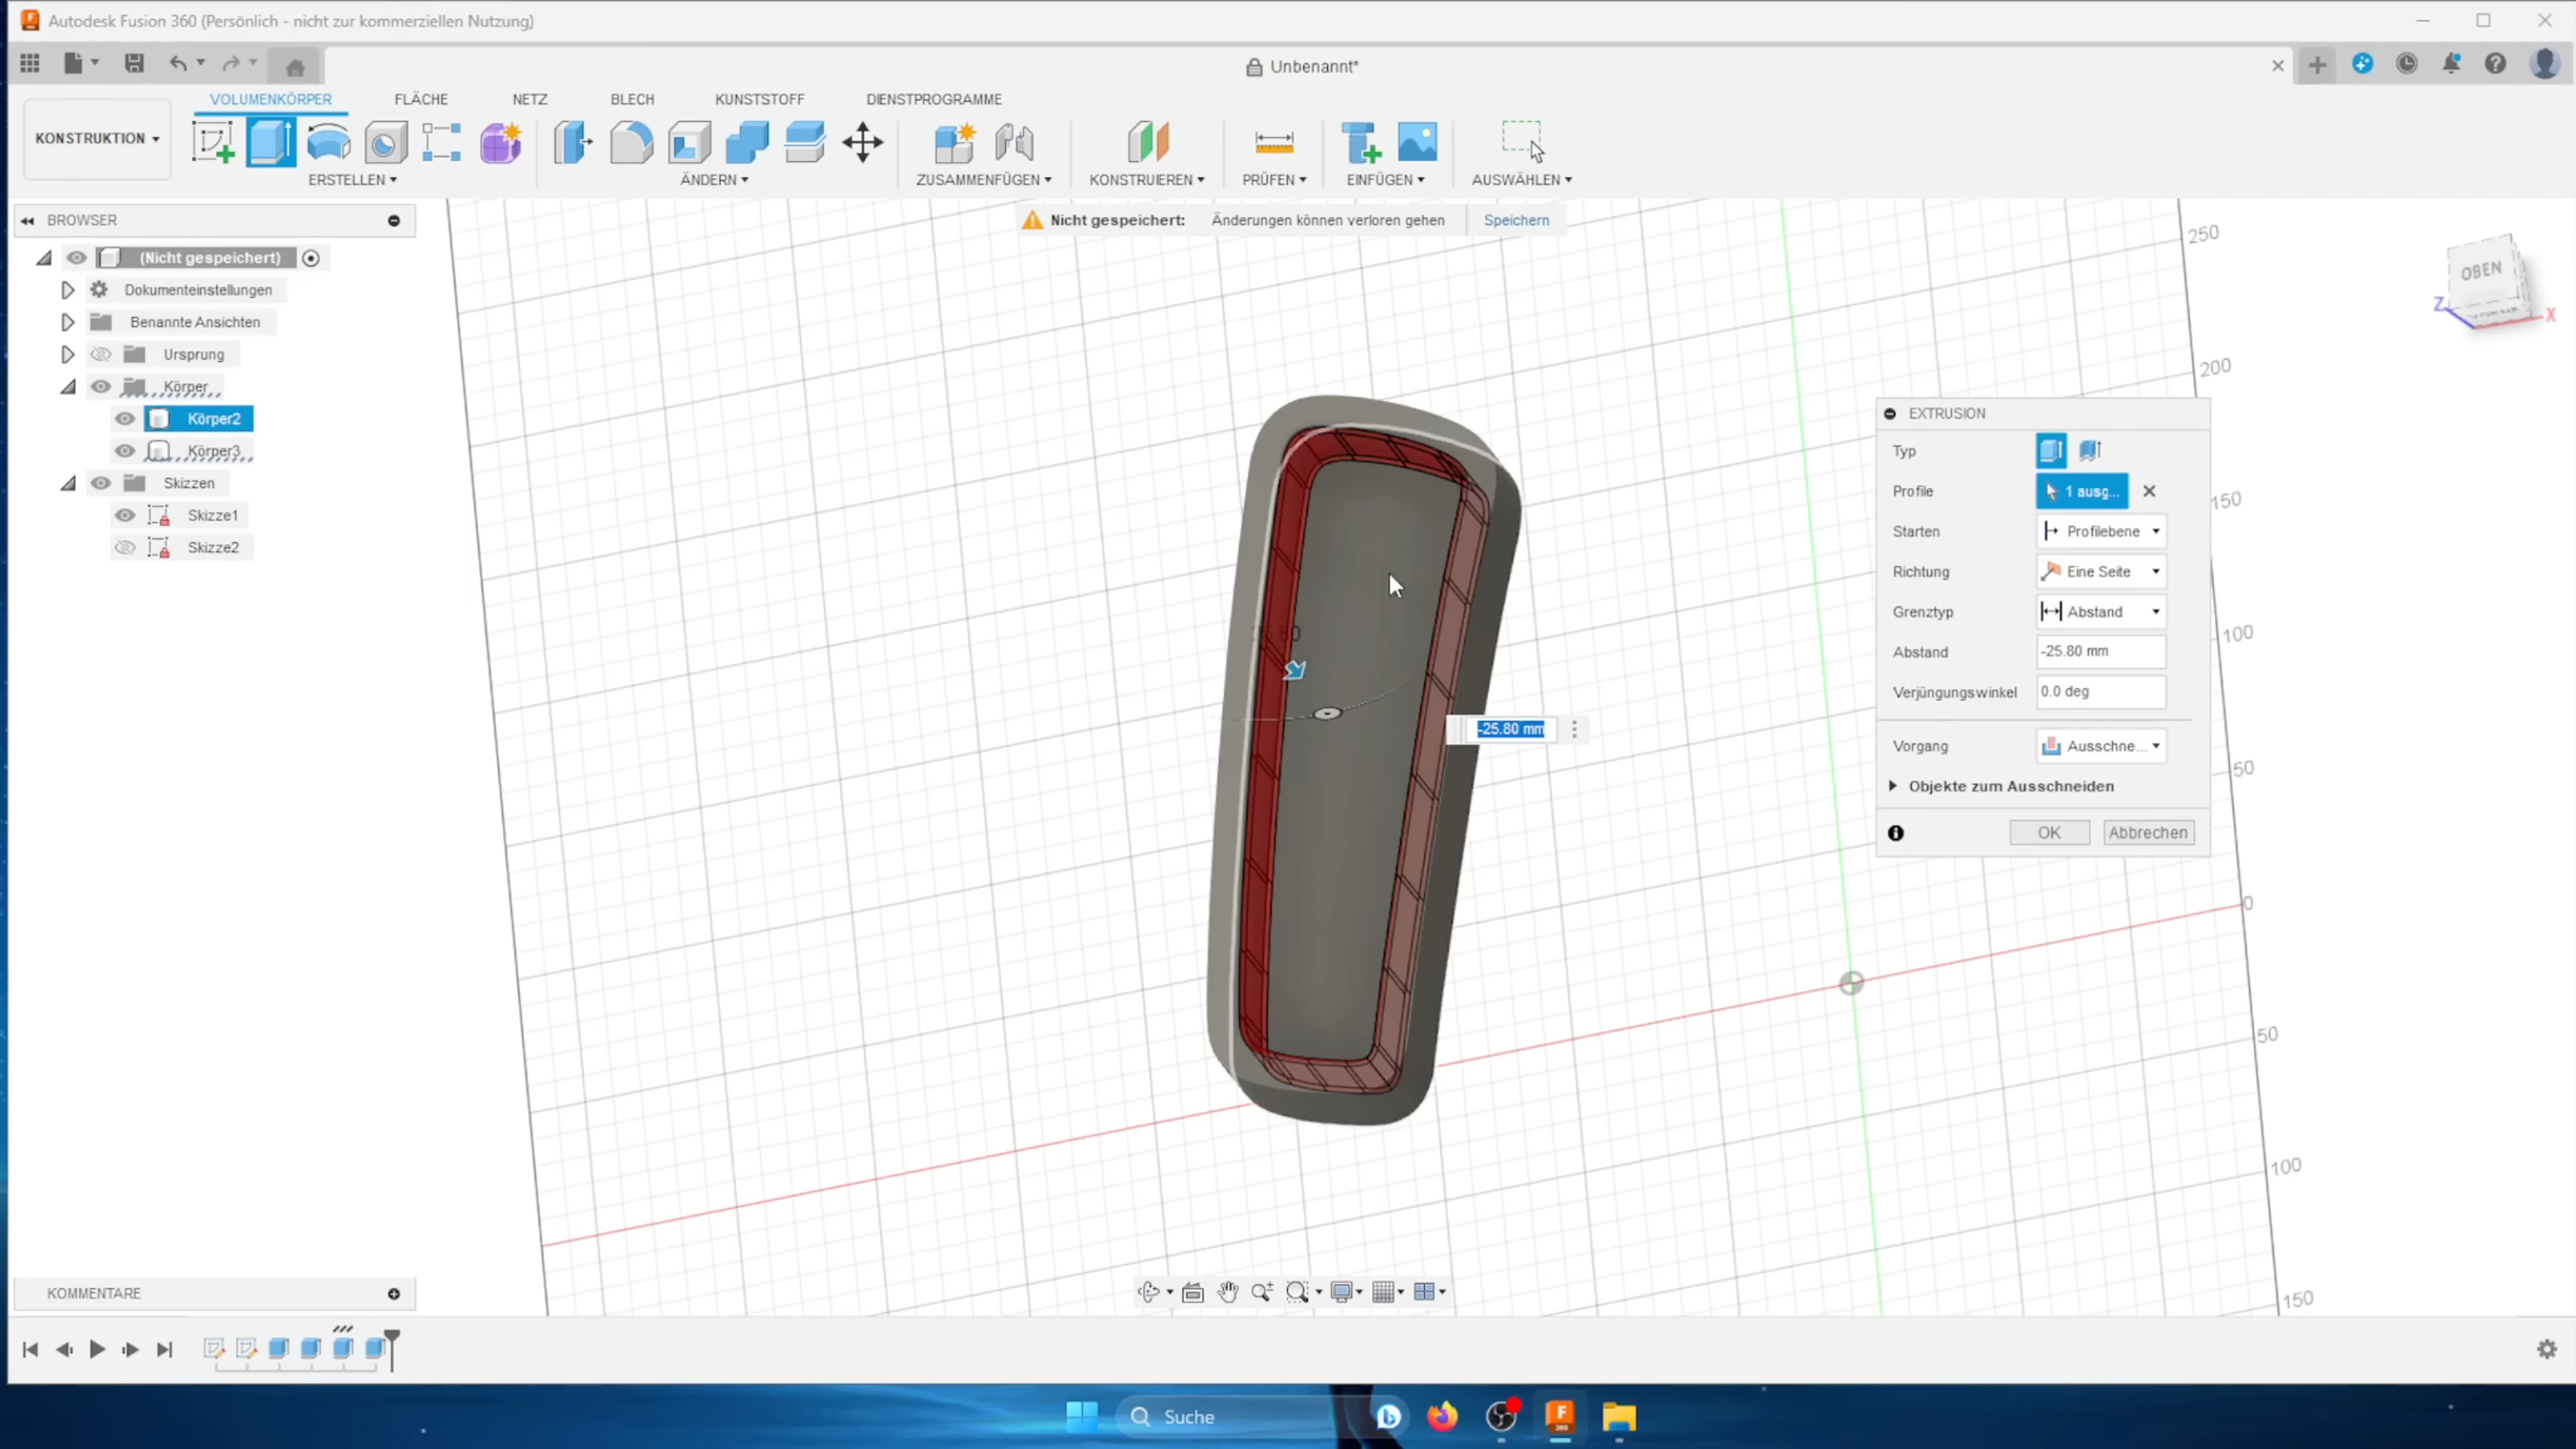 Autodesk Fusion 360 (Persönlich - nicht zur kommerziellen Nutzung)
Unbenannt*
VOLUMENKÖRPER FLÄCHE NETZ BLECH KUNSTSTOFF DIENSTPROGRAMME
KONSTRUKTION
ERSTELLEN ÄNDERN ZUSAMMENFÜGEN KONSTRUIEREN PRÜFEN EINFÜGEN AUSWÄHLEN
BROWSER
Nicht gespeichert: Änderungen können verloren gehen Speichern
(Nicht gespeichert)
Dokumenteinstellungen
Benannte Ansichten
Ursprung
Körper
Körper2
Körper3
Skizzen
Skizze1
Skizze2
250
200
150
100
50
0
50
100
150
OBEN
VORNE
Z
X
-25.80 mm
EXTRUSION
Typ
Profile 1 ausg...
Starten Profilebene
Richtung Eine Seite
Grenztyp Abstand
Abstand -25.80 mm
Verjüngungswinkel 0.0 deg
Vorgang Ausschne...
Objekte zum Ausschneiden
OK Abbrechen
KOMMENTARE
Suche
F
360